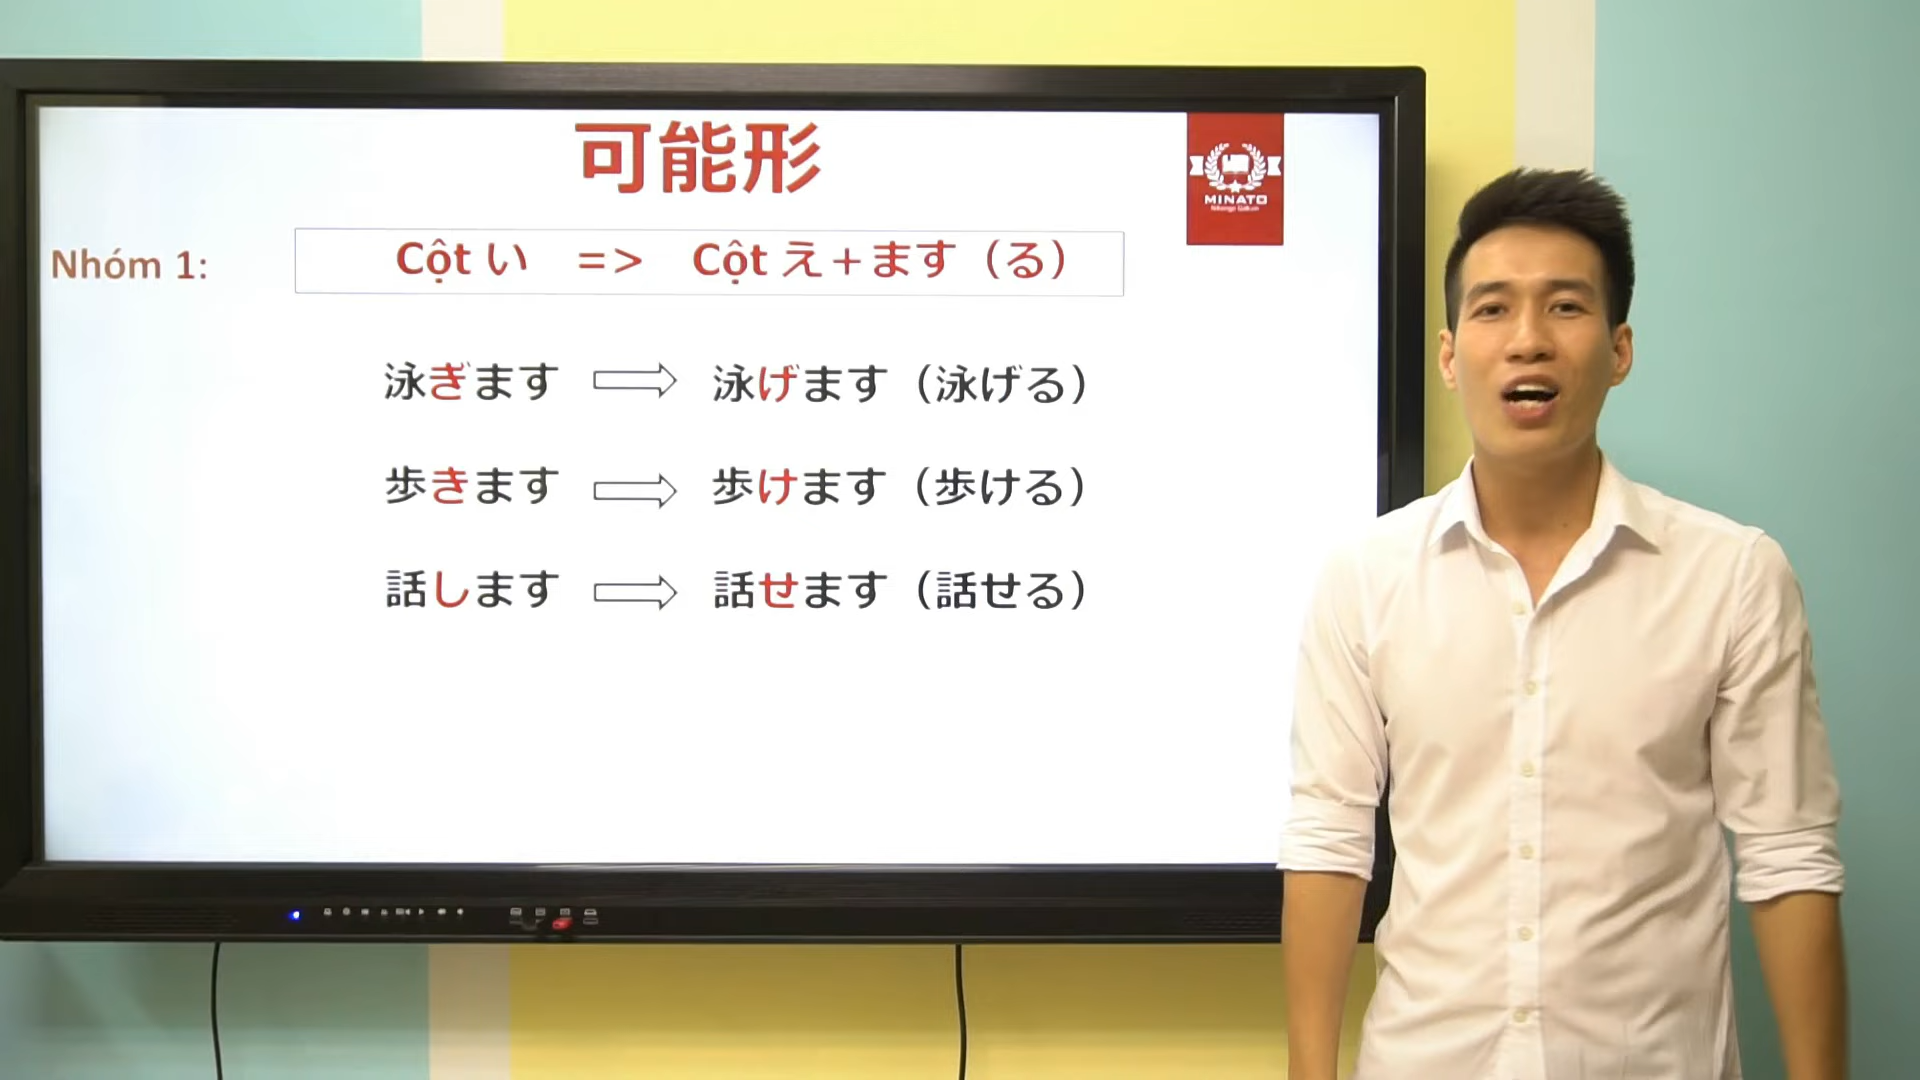 可能形
MINATO
Nhóm 1:
Cột い => Cột え＋ます（る）
泳ぎます 泳げます（泳げる）
歩きます 歩けます（歩ける）
話します 話せます（話せる）